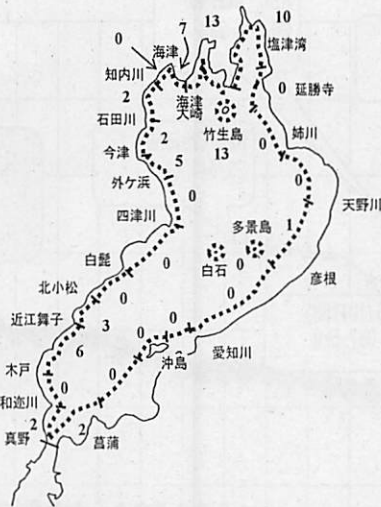 13
10
7
0
海津
塩津湾
知内川
2
海津
大崎
0
延勝寺
石田川
竹生島
姉川
2
13
0
今津
5
0
外ケ浜
天野川
0
1
四津川
多景島
0
白髭
0
白石
彦根
北小松
0
0
近江舞子
3
0
0
6
愛知川
木戸
沖島
0
0
和迩川
2
2
真野
菖蒲